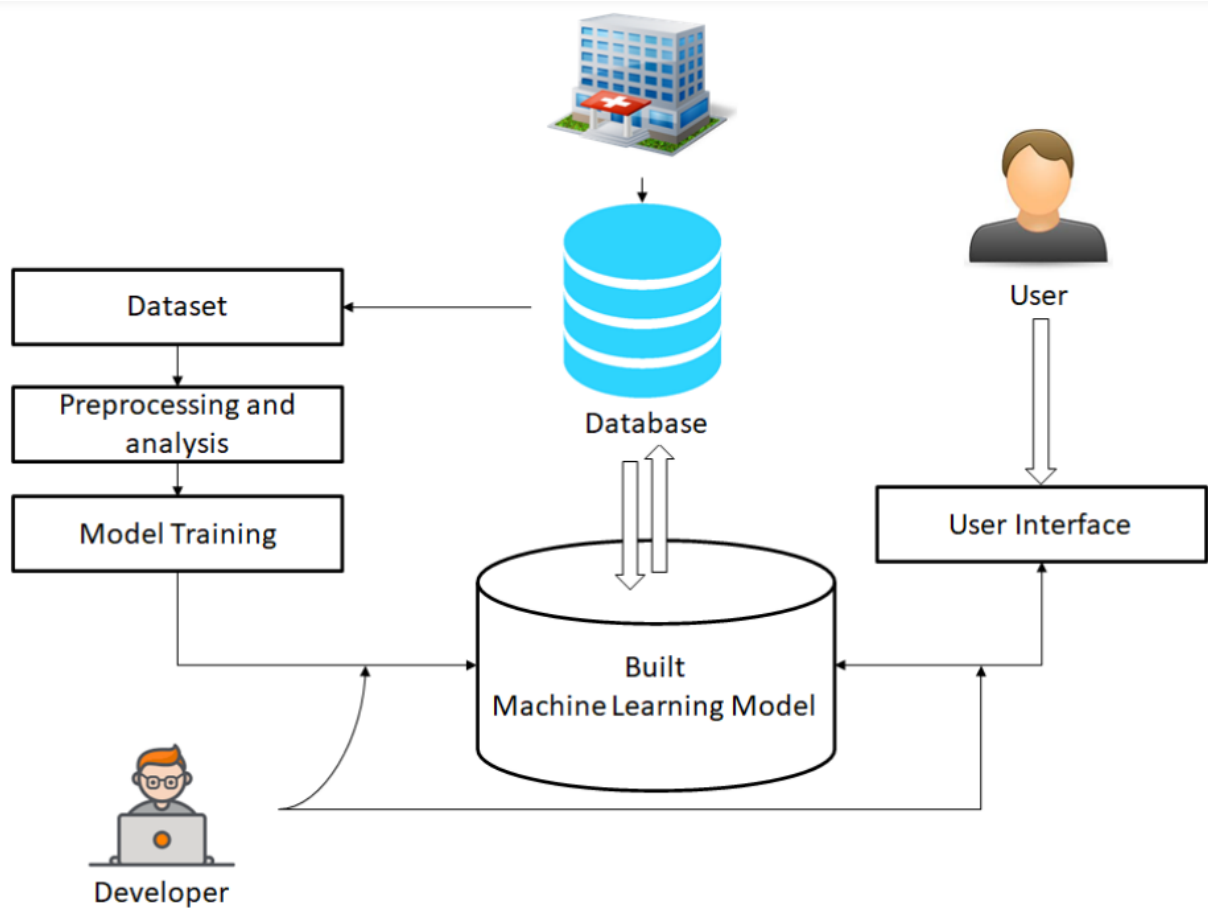 User
Dataset
Preprocessing and
analysis
Database
Model Training
User Interface
Built
Machine Learning Model
Developer